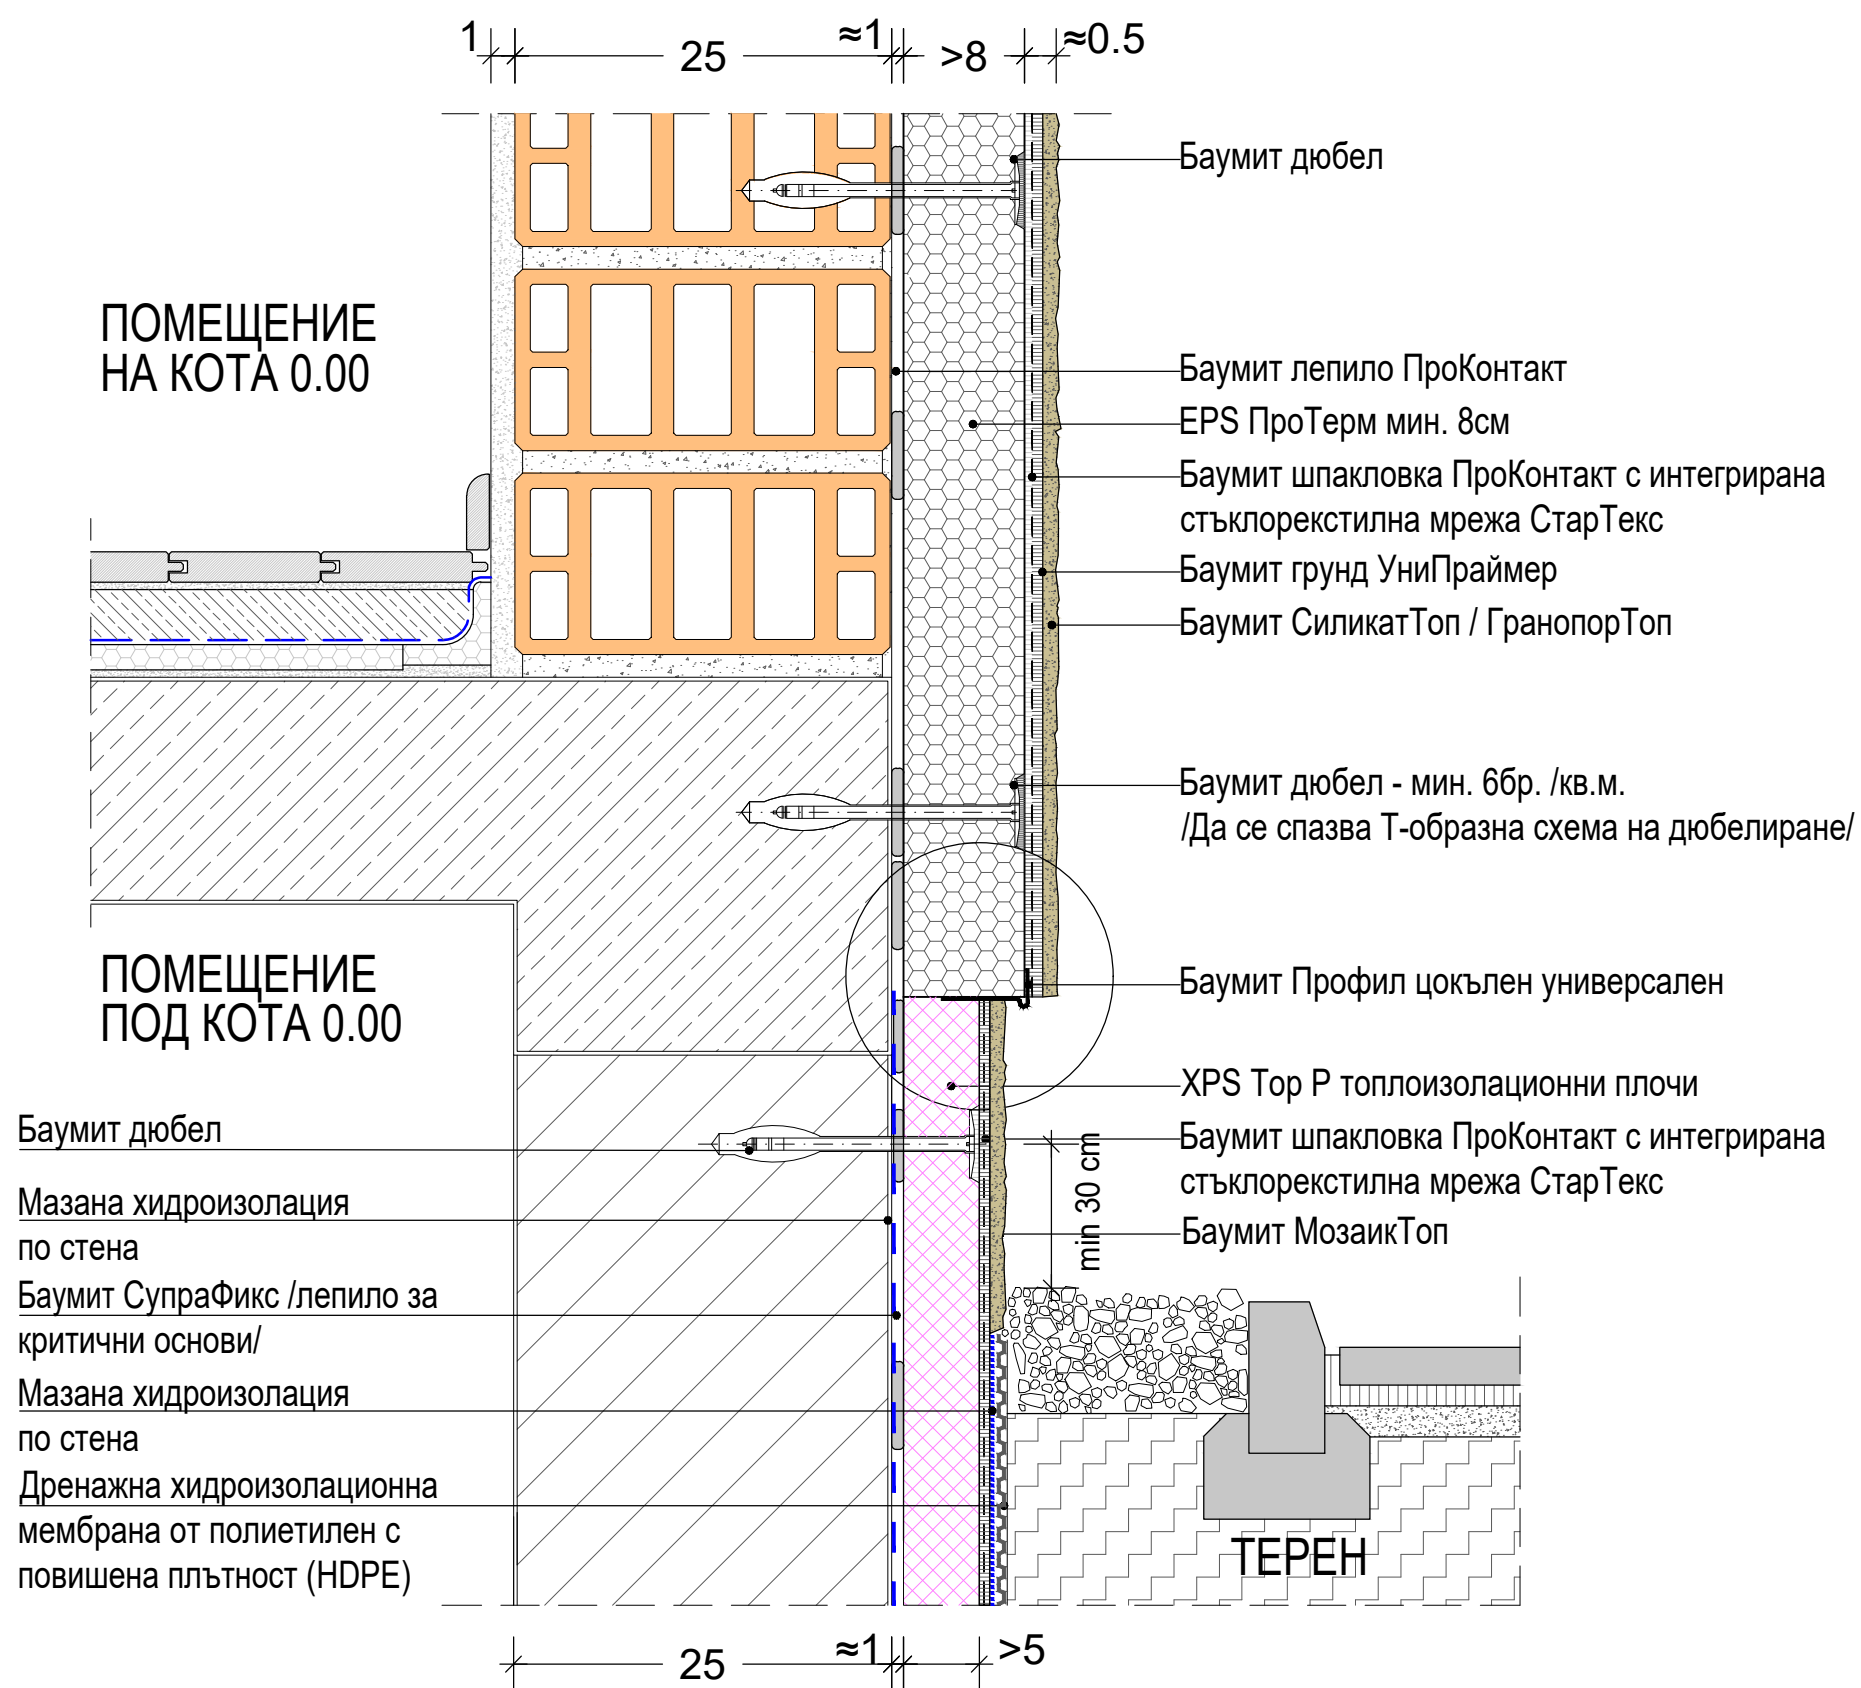 1
25
≈1
>8
≈0.5
Баумит дюбел
ПОМЕЩЕНИЕ
НА КОТА 0.00
Баумит лепило ПроКонтакт
EPS ПроТерм мин. 8см
Баумит шпакловка ПроКонтакт с интегрирана
стъклорекстилна мрежа СтарТекс
Баумит грунд УниПраймер
Баумит СиликатТоп / ГранопорТоп
Баумит дюбел - мин. 6бр. /кв.м.
/Да се спазва Т-образна схема на дюбелиране/
ПОМЕЩЕНИЕ
ПОД КОТА 0.00
Баумит Профил цокълен универсален
XPS Top P топлоизолационни плочи
Баумит шпакловка ПроКонтакт с интегрирана
стъклорекстилна мрежа СтарТекс
Баумит МозаикТоп
min 30 cm
Баумит дюбел
Мазана хидроизолация
по стена
Баумит СупраФикс /лепило за
критични основи/
Мазана хидроизолация
по стена
Дренажна хидроизолационна
мембрана от полиетилен с
повишена плътност (HDPE)
ТЕРЕН
25
≈1
>5